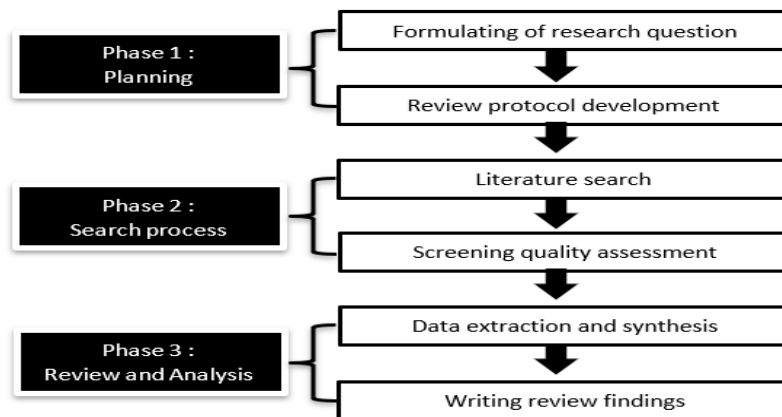 Phase 1 :
Planning
Formulating of research question
Review protocol development
Phase 2 :
Search process
Literature search
Screening quality assessment
Phase 3 :
Review and Analysis
Data extraction and synthesis
Writing review findings